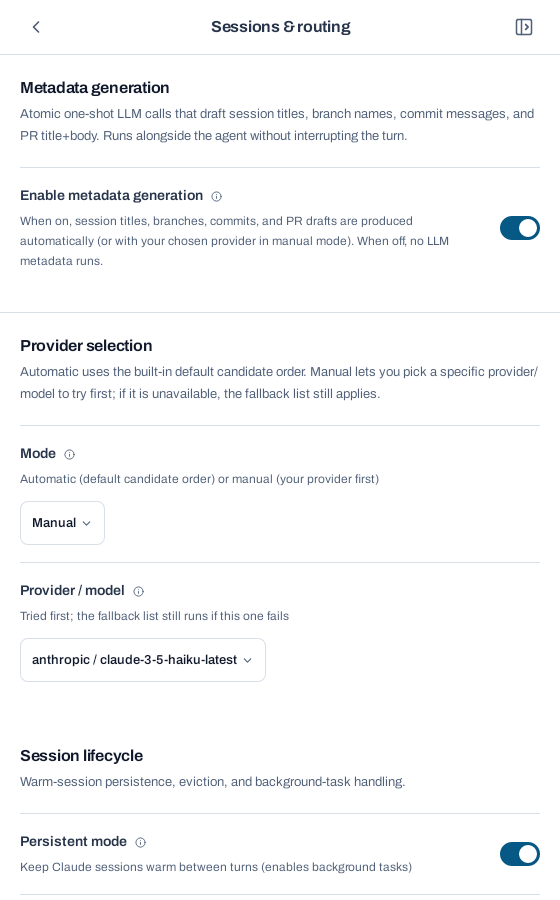 Sessions & routing
Metadata generation
Atomic one-shot LLM calls that draft session titles, branch names, commit messages, and
PR title+body. Runs alongside the agent without interrupting the turn.
Enable metadata generation
When on, session titles, branches, commits, and PR drafts are produced
automatically (or with your chosen provider in manual mode). When off, no LLM
metadata runs.
Provider selection
Automatic uses the built-in default candidate order. Manual lets you pick a specific provider/
model to try first; if it is unavailable, the fallback list still applies.
Mode
Automatic (default candidate order) or manual (your provider first)
Manual
Provider / model
Tried first; the fallback list still runs if this one fails
anthropic / claude-3-5-haiku-latest
Session lifecycle
Warm-session persistence, eviction, and background-task handling.
Persistent mode
Keep Claude sessions warm between turns (enables background tasks)